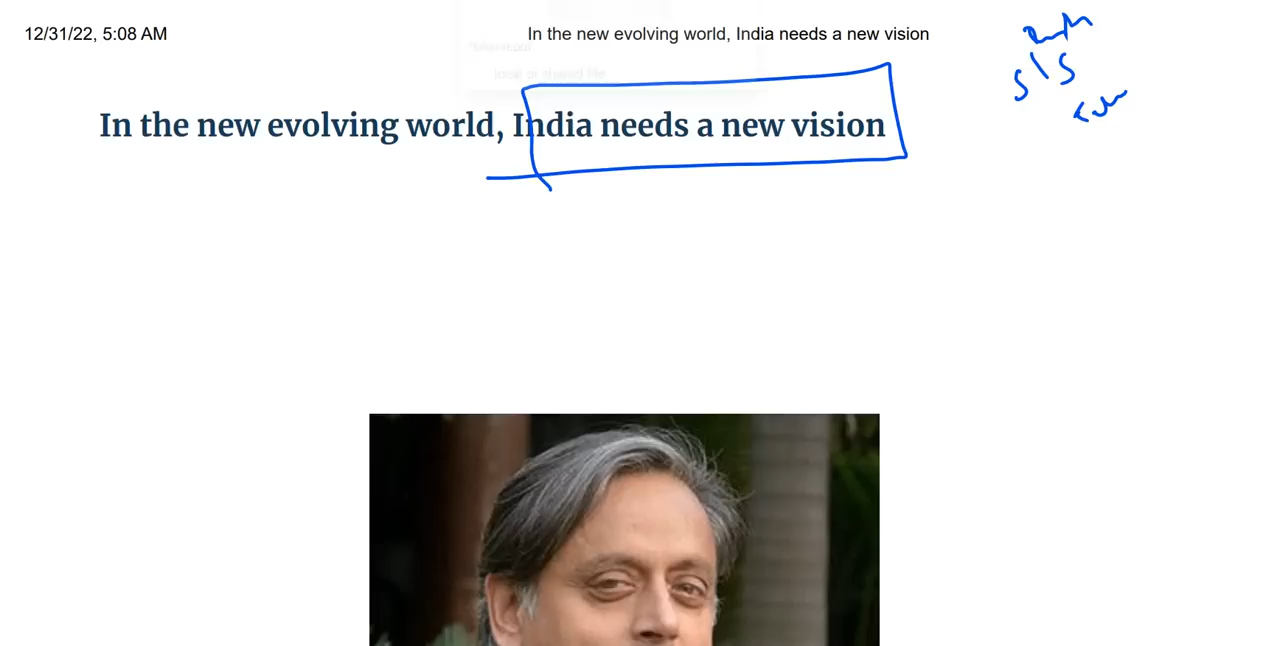 12/31/22, 5:08 AM
In the new evolving world, India needs a new vision
In the new evolving world, India needs a new vision